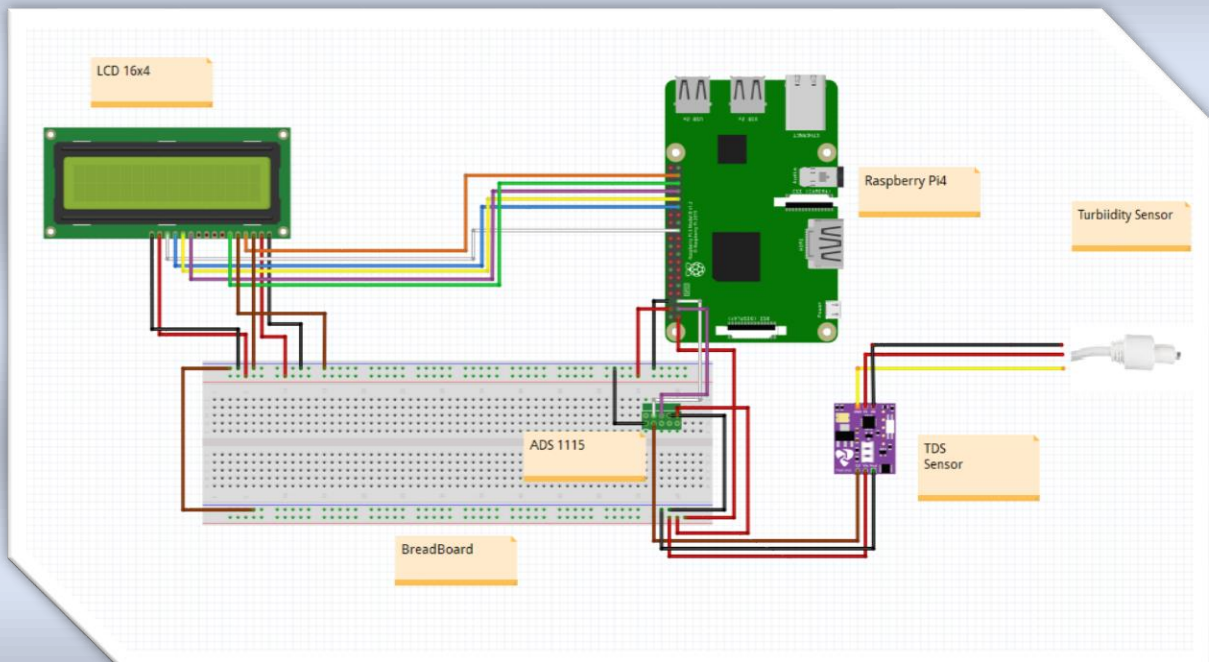 LCD 16x4
Raspberry Pi4
Turbiidity Sensor
ADS 1115
TDS
Sensor
BreadBoard